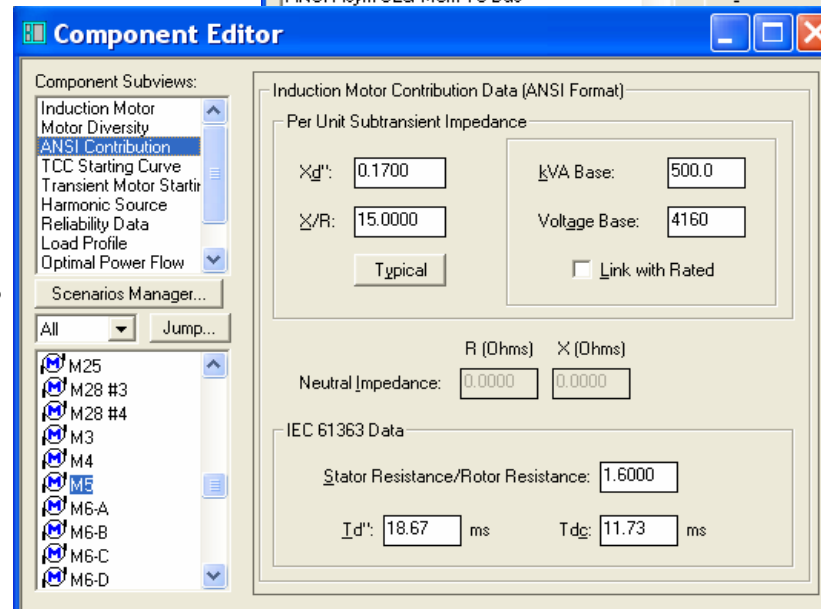 Component Editor
Component Subviews:
Induction Motor
Motor Diversity
ANSI Contribution
TCC Starting Curve
Transient Motor Startir
Harmonic Source
Reliability Data
Load Profile
Optimal Power Flow
Scenarios Manager...
All Jump...
M25
M28 #3
M28 #4
M3
M4
M5
M6-A
M6-B
M6-C
M6-D
Induction Motor Contribution Data (ANSI Format)
Per Unit Subtransient Impedance
Xd": 0.1700
X/R: 15.0000
Typical
kVA Base: 500.0
Voltage Base: 4160
Link with Rated
R (Ohms) X (Ohms)
Neutral Impedance: 0.0000 0.0000
IEC 61363 Data
Stator Resistance/Rotor Resistance: 1.6000
Td": 18.67 ms Tdc: 11.73 ms